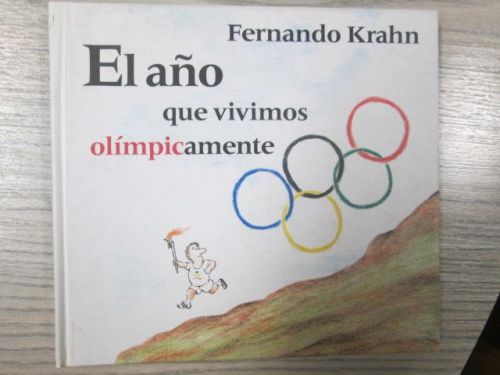 Fernando Krahn
El año
que vivimos
olímpicamente